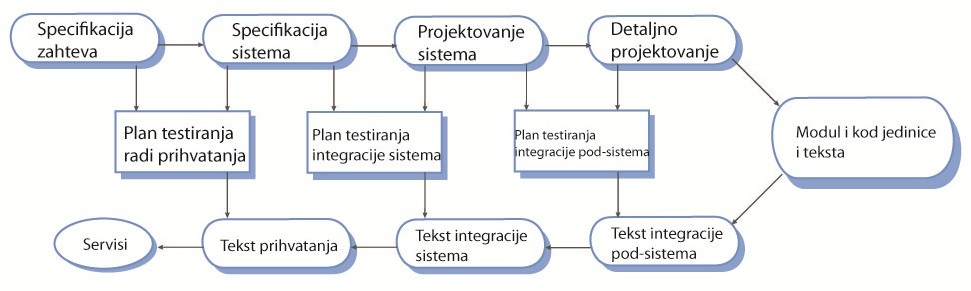 Specifikacija
zahteva
Specifikacija
sistema
Projektovanje
sistema
Detaljno
projektovanje
Plan testiranja
radi prihvatanja
Plan testiranja
integracije sistema
Plan testiranja
integracije pod-sistema
Modul i kod jedinice
i teksta
Servisi
Tekst prihvatanja
Tekst integracije
sistema
Tekst integracije
pod-sistema